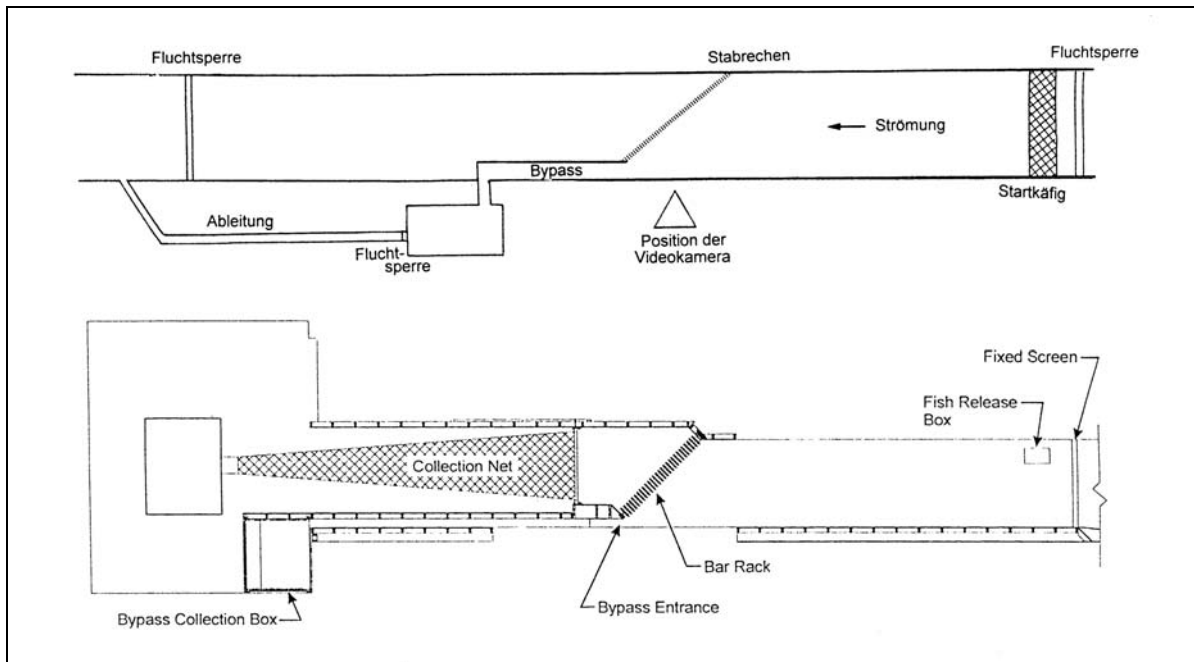 Fluchtsperre
Stabrechen
Fluchtsperre
Strömung
Bypass
Startkäfig
Ableitung
Flucht-
sperre
Position der
Videokamera
Fixed Screen
Fish Release
Box
Collection Net
Bar Rack
Bypass Entrance
Bypass Collection Box